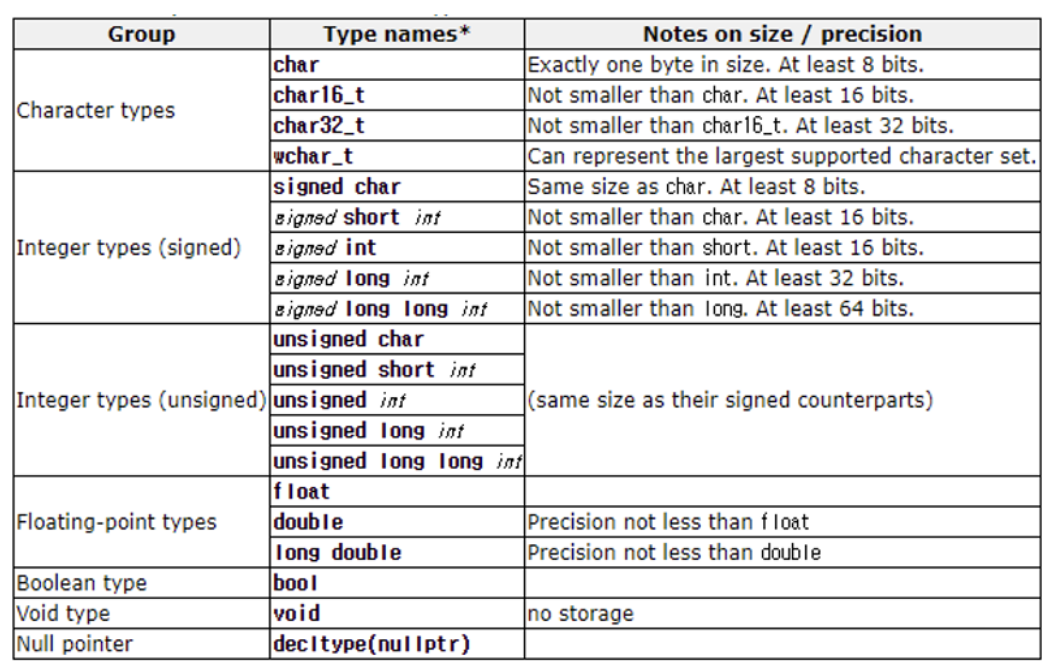 Group Type names* Notes on size / precision
Character types
char Exactly one byte in size. At least 8 bits.
char16_t Not smaller than char. At least 16 bits.
char32_t Not smaller than char16_t. At least 32 bits.
wchar_t Can represent the largest supported character set.
Integer types (signed)
signed char Same size as char. At least 8 bits.
signed short int Not smaller than char. At least 16 bits.
signed int Not smaller than short. At least 16 bits.
signed long int Not smaller than int. At least 32 bits.
signed long long int Not smaller than long. At least 64 bits.
Integer types (unsigned)
unsigned char
unsigned short int
unsigned int (same size as their signed counterparts)
unsigned long int
unsigned long long int
Floating-point types
float
double Precision not less than float
long double Precision not less than double
Boolean type bool
Void type void no storage
Null pointer decltype(nullptr)